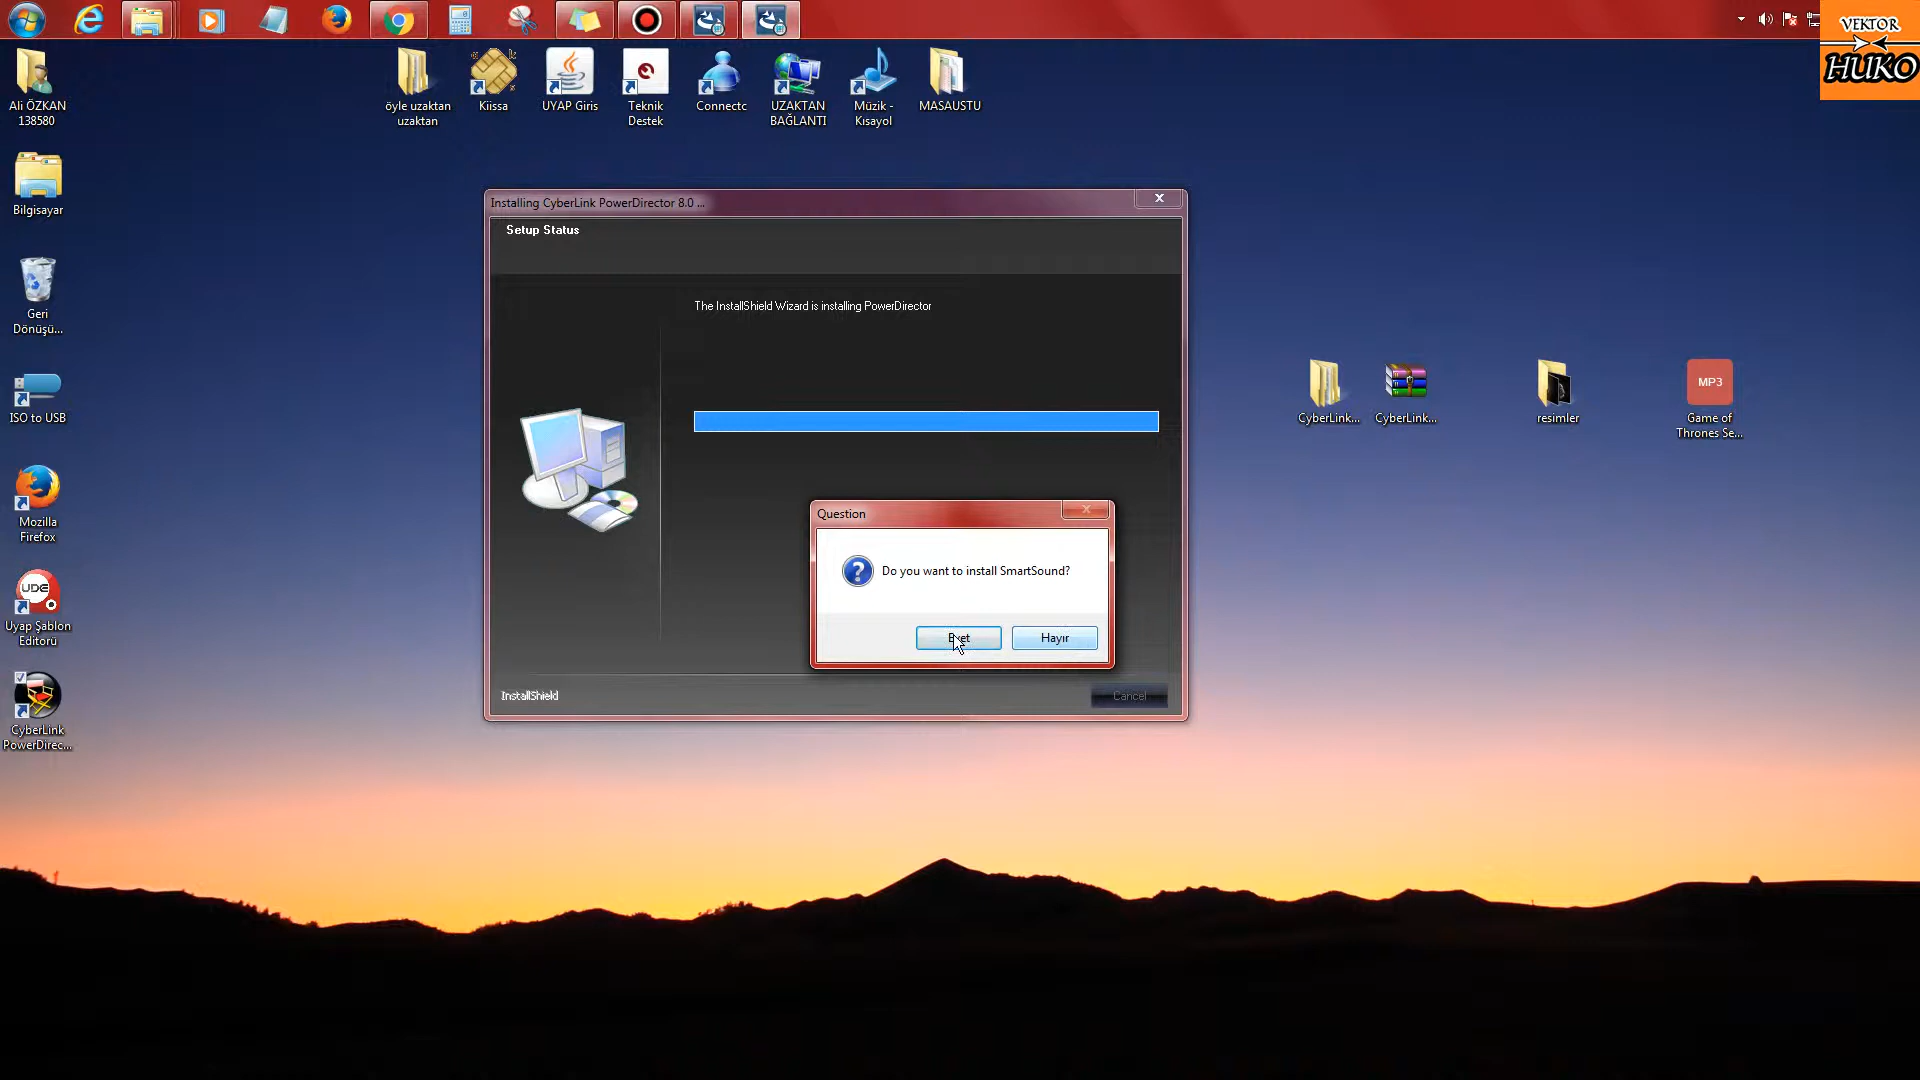 VEKTOR
HUKO
Ali ÖZKAN
138580
öyle uzaktan
uzaktan
Kiissa
UYAP Giris
Teknik
Destek
Connectc
UZAKTAN
BAĞLANTI
Müzik -
Kısayol
MASAUSTU
Bilgisayar
Geri
Dönüşü...
ISO to USB
Mozilla
Firefox
UDE
Uyap Şablon
Editorü
CyberLink
PowerDirec...
Installing CyberLink PowerDirector 8.0 ...
Setup Status
The InstallShield Wizard is installing PowerDirector
Question
Do you want to install SmartSound?
Evet
Hayır
InstallShield
Cancel
CyberLink...
CyberLink...
resimler
MP3
Game of
Thrones Se...